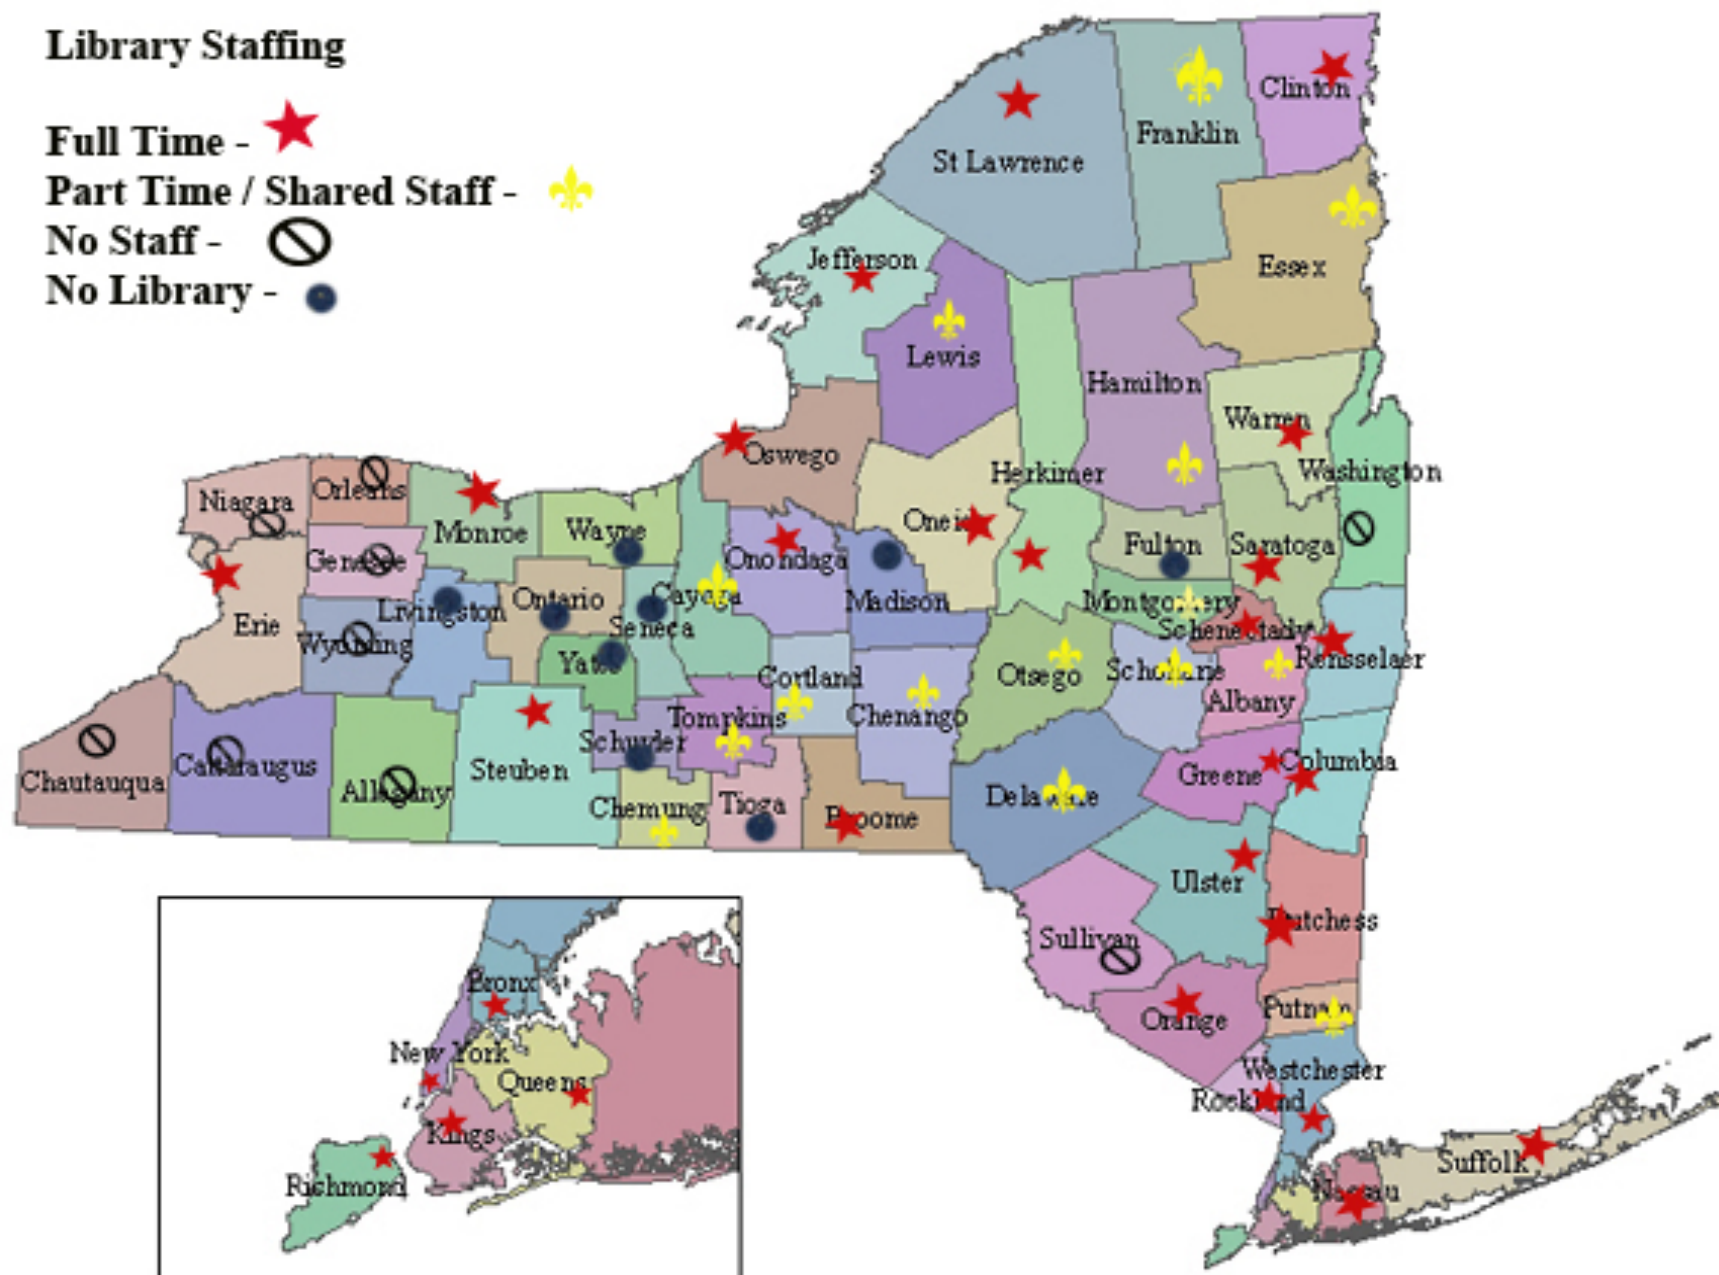 Library Staffing
Full Time -
Part Time / Shared Staff -
No Staff -
No Library -
Clinton
Franklin
St Lawrence
Jefferson
Essex
Lewis
Hamilton
Warren
Oswego
Herkimer
Washington
Niagara
Orleans
Monroe
Wayne
Oneida
Onondaga
Fulton
Saratoga
Genesee
Livingston
Ontario
Cayuga
Madison
Montgomery
Erie
Wyoming
Seneca
Schenectady
Yates
Cortland
Otsego
Schoharie
Rensselaer
Albany
Tompkins
Chenango
Schuyler
Chautauqua
Cattaraugus
Allegany
Steuben
Greene
Columbia
Chemung
Tioga
Broome
Delaware
Ulster
Dutchess
Sullivan
Orange
Putnam
Bronx
New York
Queens
Kings
Richmond
Westchester
Rockland
Suffolk
Nassau